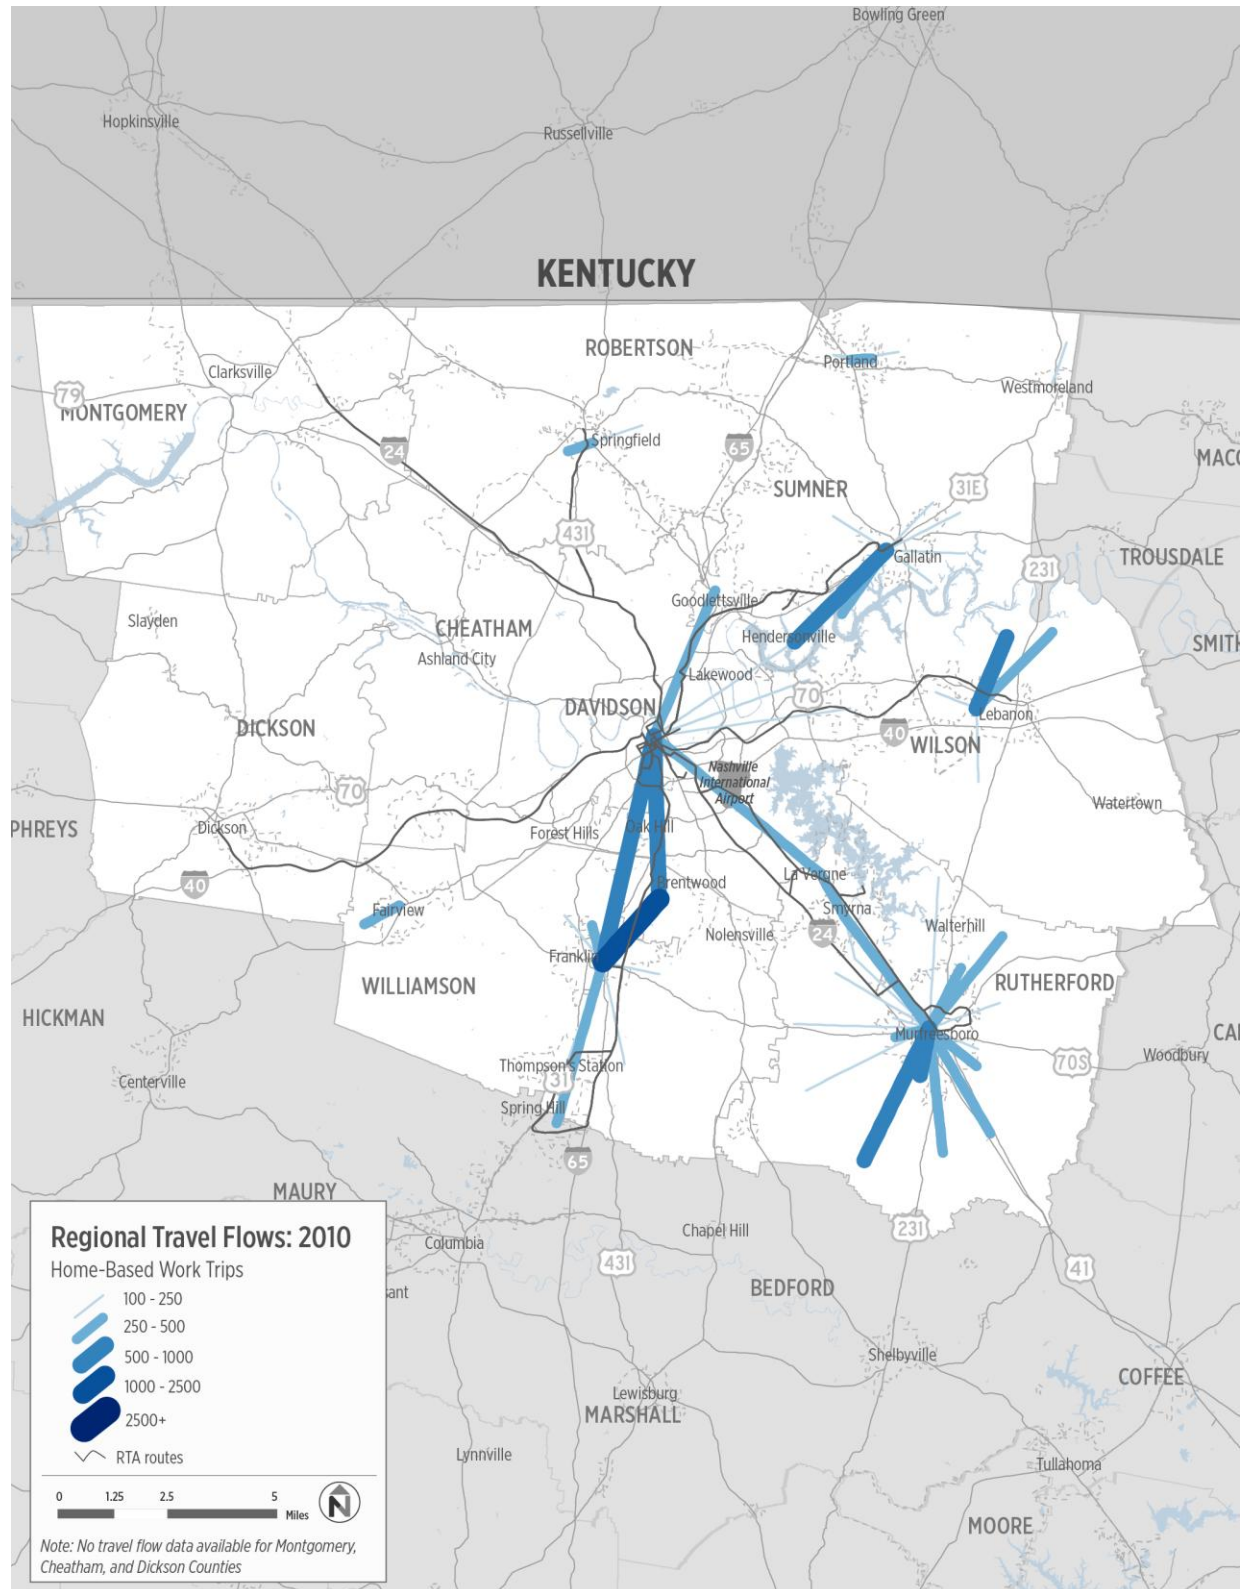 Bowling Green
Hopkinsville
Russellville
KENTUCKY
ROBERTSON
Portland
Clarksville
Westmoreland
79
MONTGOMERY
24
Springfield
65
MACC
SUMNER
31E
431
Gallatin
TROUSDALE
231
Goodlettsville
Slayden
CHEATHAM
Hendersonville
SMITH
Ashland City
Lakewood
70
DAVIDSON
Lebanon
DICKSON
40
WILSON
Nashville
International
Airport
70
Watertown
PHREYS
Dickson
Forest Hills
Oak Hill
La Vergne
40
Brentwood
Fairview
Smyrna
24
Walterhill
Nolensville
Franklin
WILLIAMSON
RUTHERFORD
HICKMAN
Murfreesboro
CAN
Woodbury
70S
Thompson's Station
31
Centerville
Spring Hill
65
MAURY
231
Chapel Hill
Columbia
431
41
BEDFORD
sant
Shelbyville
COFFEE
Lewisburg
MARSHALL
Lynnville
Tullahoma
MOORE
Regional Travel Flows: 2010
Home-Based Work Trips
100 - 250
250 - 500
500 - 1000
1000 - 2500
2500+
RTA routes
0 1.25 2.5 5
Miles
N
Note: No travel flow data available for Montgomery,
Cheatham, and Dickson Counties